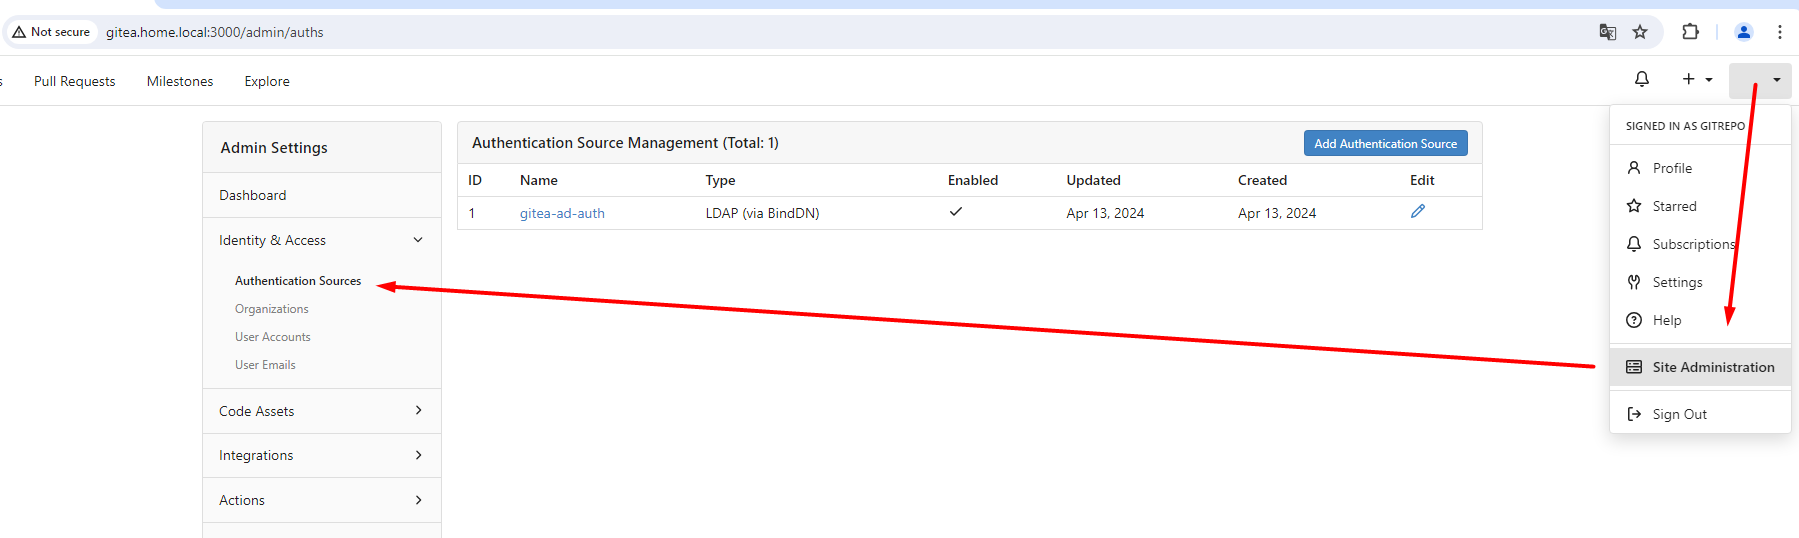 Not secure gitea.home.local:3000/admin/auths
Pull Requests Milestones Explore
SIGNED IN AS GITREPO
Profile
Starred
Subscriptions
Settings
Help
Site Administration
Sign Out
Admin Settings
Dashboard
Identity & Access
Authentication Sources
Organizations
User Accounts
User Emails
Code Assets
Integrations
Actions
Authentication Source Management (Total: 1) Add Authentication Source
ID Name Type Enabled Updated Created Edit
1 gitea-ad-auth LDAP (via BindDN) Apr 13, 2024 Apr 13, 2024